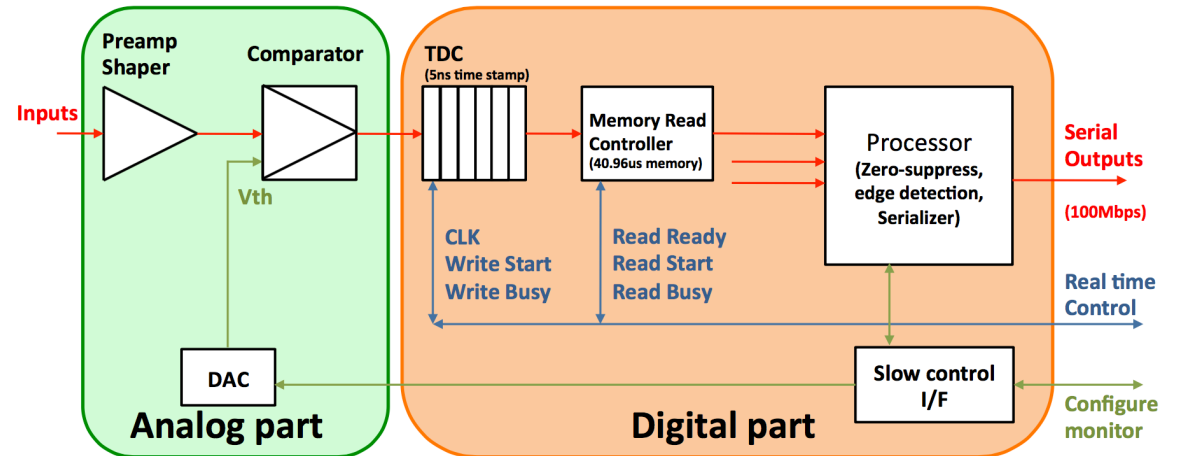 Preamp
Shaper
Comparator
TDC
(5ns time stamp)
Inputs
Memory Read
Controller
(40.96us memory)
Processor
(Zero-suppress,
edge detection,
Serializer)
Serial
Outputs
(100Mbps)
Vth
CLK
Write Start
Write Busy
Read Ready
Read Start
Read Busy
Real time
Control
DAC
Slow control
I/F
Configure
monitor
Analog part
Digital part